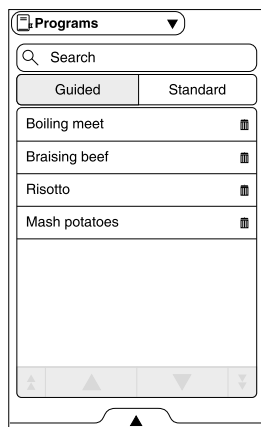 Programs
Search
Guided Standard
Boiling meet
Braising beef
Risotto
Mash potatoes